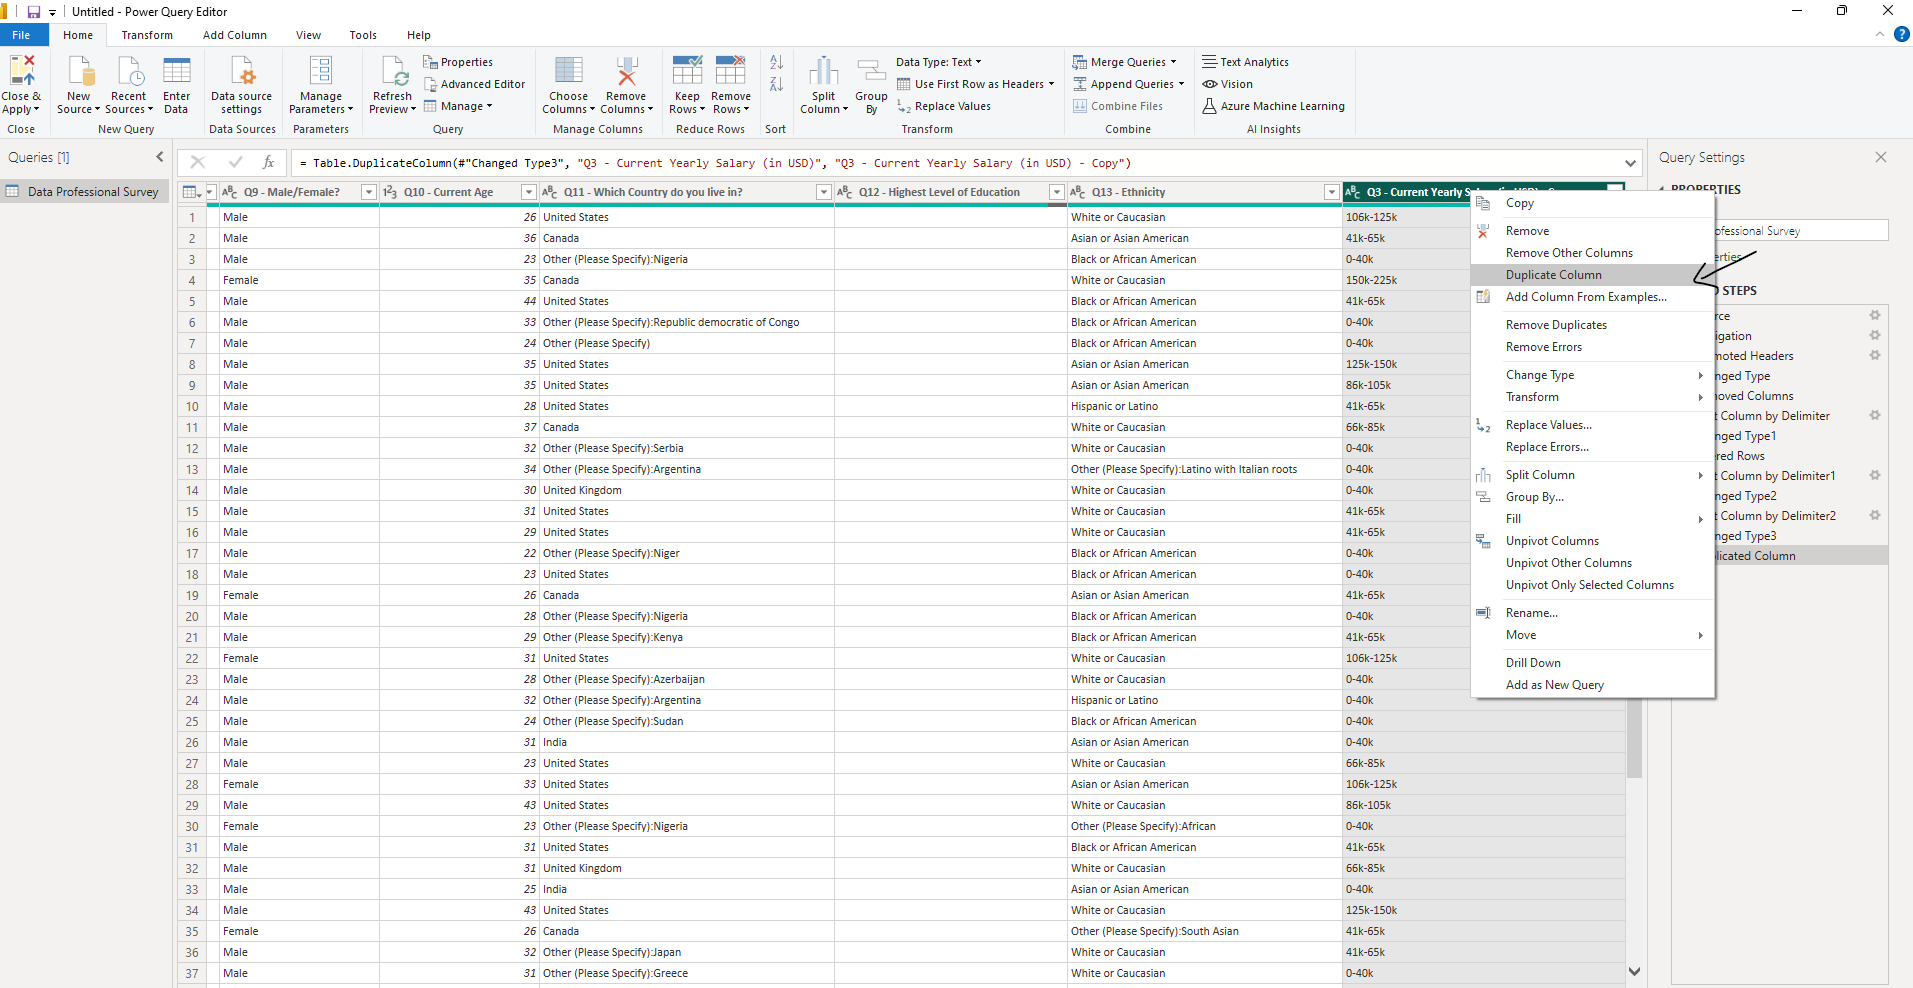 Untitled - Power Query Editor
File Home Transform Add Column View Tools Help
Close & Apply
New Source
Recent Sources
Enter Data
Data source settings
Manage Parameters
Refresh Preview
Properties
Advanced Editor
Manage
Choose Columns
Remove Columns
Keep Rows
Remove Rows
Split Column
Group By
Data Type: Text
Use First Row as Headers
Replace Values
Merge Queries
Append Queries
Combine Files
Text Analytics
Vision
Azure Machine Learning
Close New Query Data Sources Parameters Query Manage Columns Reduce Rows Sort Transform Combine AI Insights
Queries [1]
Data Professional Survey
fx = Table.DuplicateColumn(#"Changed Type3", "Q3 - Current Yearly Salary (in USD)", "Q3 - Current Yearly Salary (in USD) - Copy")
ABC Q9 - Male/Female? 123 Q10 - Current Age ABC Q11 - Which Country do you live in? ABC Q12 - Highest Level of Education ABC Q13 - Ethnicity ABC Q3 - Current Yearly
1 Male 26 United States White or Caucasian 106k-125k
2 Male 36 Canada Asian or Asian American 41k-65k
3 Male 23 Other (Please Specify):Nigeria Black or African American 0-40k
4 Female 35 Canada White or Caucasian 150k-225k
5 Male 44 United States Black or African American 41k-65k
6 Male 33 Other (Please Specify):Republic democratic of Congo Black or African American 0-40k
7 Male 24 Other (Please Specify) Black or African American 0-40k
8 Male 35 United States Asian or Asian American 125k-150k
9 Male 35 United States Asian or Asian American 86k-105k
10 Male 28 United States Hispanic or Latino 41k-65k
11 Male 37 Canada White or Caucasian 66k-85k
12 Male 32 Other (Please Specify):Serbia White or Caucasian 0-40k
13 Male 34 Other (Please Specify):Argentina Other (Please Specify):Latino with Italian roots 0-40k
14 Male 30 United Kingdom White or Caucasian 0-40k
15 Male 31 United States White or Caucasian 41k-65k
16 Male 29 United States White or Caucasian 41k-65k
17 Male 22 Other (Please Specify):Niger Black or African American 0-40k
18 Male 23 United States Black or African American 0-40k
19 Female 26 Canada Asian or Asian American 41k-65k
20 Male 28 Other (Please Specify):Nigeria Black or African American 0-40k
21 Male 29 Other (Please Specify):Kenya Black or African American 41k-65k
22 Female 31 United States White or Caucasian 106k-125k
23 Male 28 Other (Please Specify):Azerbaijan White or Caucasian 0-40k
24 Male 32 Other (Please Specify):Argentina Hispanic or Latino 0-40k
25 Male 24 Other (Please Specify):Sudan Black or African American 0-40k
26 Male 31 India Asian or Asian American 0-40k
27 Male 23 United States White or Caucasian 66k-85k
28 Female 33 United States Asian or Asian American 106k-125k
29 Male 43 United States White or Caucasian 86k-105k
30 Female 23 Other (Please Specify):Nigeria Other (Please Specify):African 0-40k
31 Male 31 United States Black or African American 41k-65k
32 Male 31 United Kingdom White or Caucasian 66k-85k
33 Male 25 India Asian or Asian American 0-40k
34 Male 43 United States White or Caucasian 125k-150k
35 Female 26 Canada Other (Please Specify):South Asian 41k-65k
36 Male 32 Other (Please Specify):Japan White or Caucasian 41k-65k
37 Male 31 Other (Please Specify):Greece White or Caucasian 0-40k
Copy
Remove
Remove Other Columns
Duplicate Column
Add Column From Examples...
Remove Duplicates
Remove Errors
Change Type
Transform
Replace Values...
Replace Errors...
Split Column
Group By...
Fill
Unpivot Columns
Unpivot Other Columns
Unpivot Only Selected Columns
Rename...
Move
Drill Down
Add as New Query
Query Settings
PROPERTIES
ofessional Survey
erties
STEPS
rce
igation
moted Headers
nged Type
oved Columns
t Column by Delimiter
nged Type1
ered Rows
t Column by Delimiter1
nged Type2
t Column by Delimiter2
nged Type3
licated Column